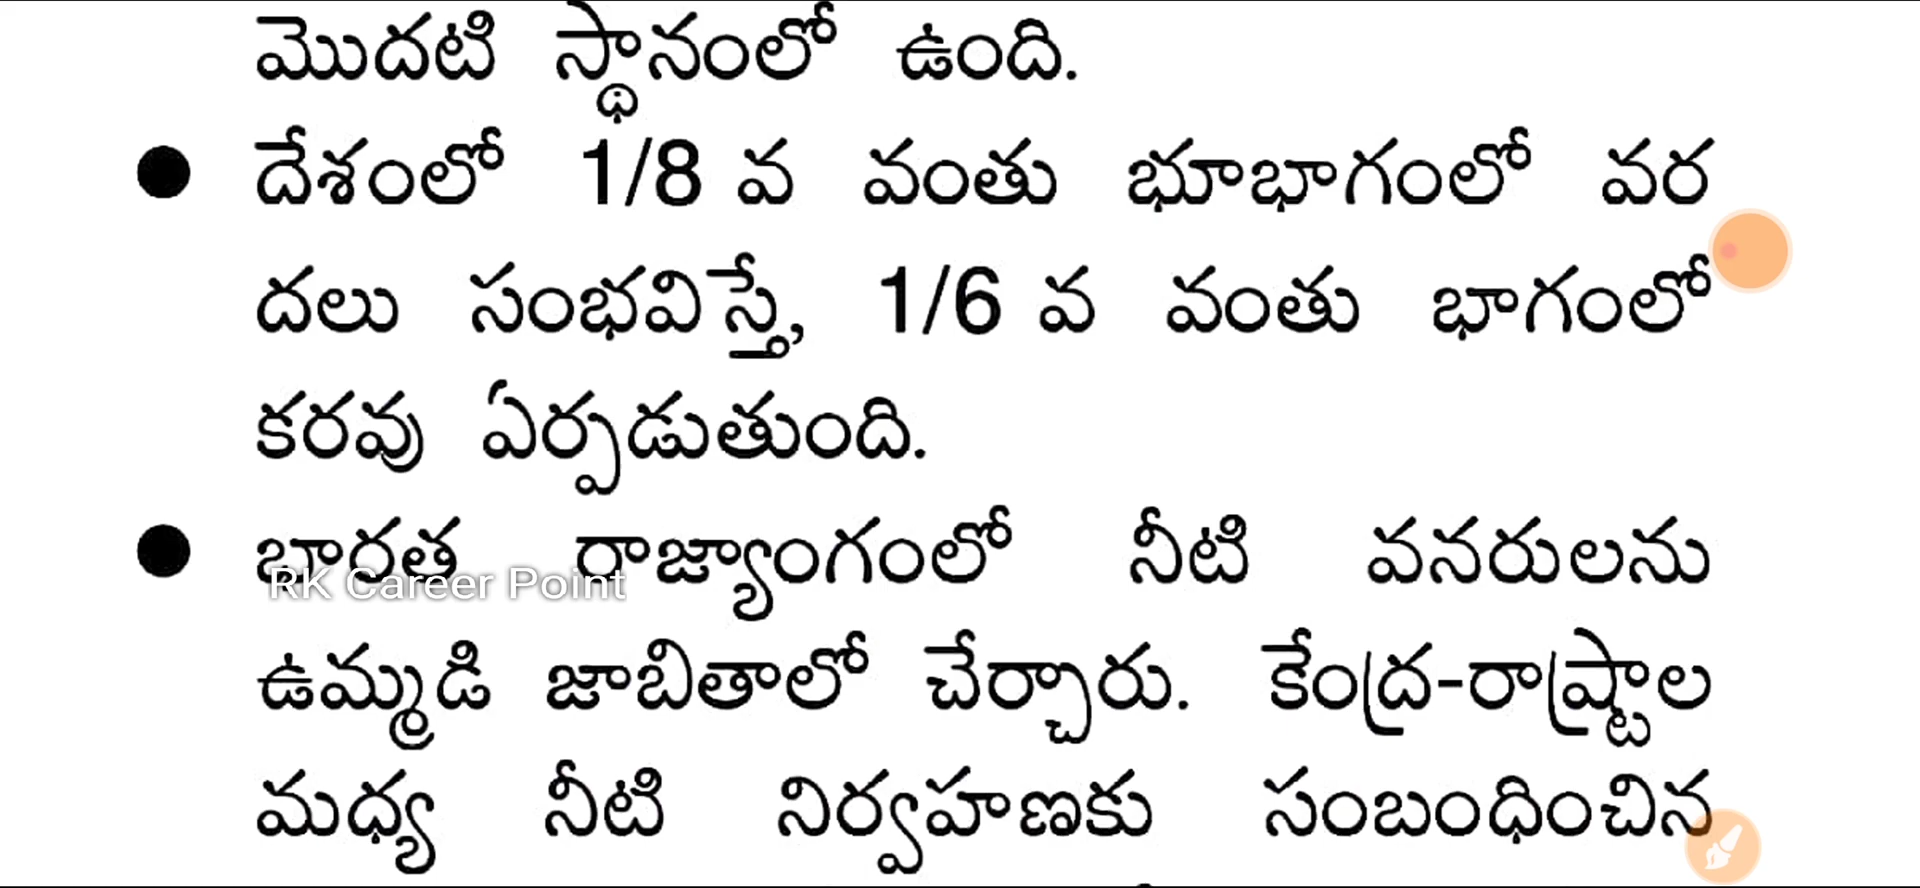 మొదటి స్థానంలో ఉంది.
● దేశంలో 1/8 వ వంతు భూభాగంలో వర
దలు సంభవిస్తే, 1/6 వ వంతు భాగంలో
కరవు ఏర్పడుతుంది.
● భారత రాజ్యాంగంలో నీటి వనరులను
RK Career Point
ఉమ్మడి జాబితాలో చేర్చారు. కేంద్ర-రాష్ట్రాల
మధ్య నీటి నిర్వహణకు సంబంధించిన